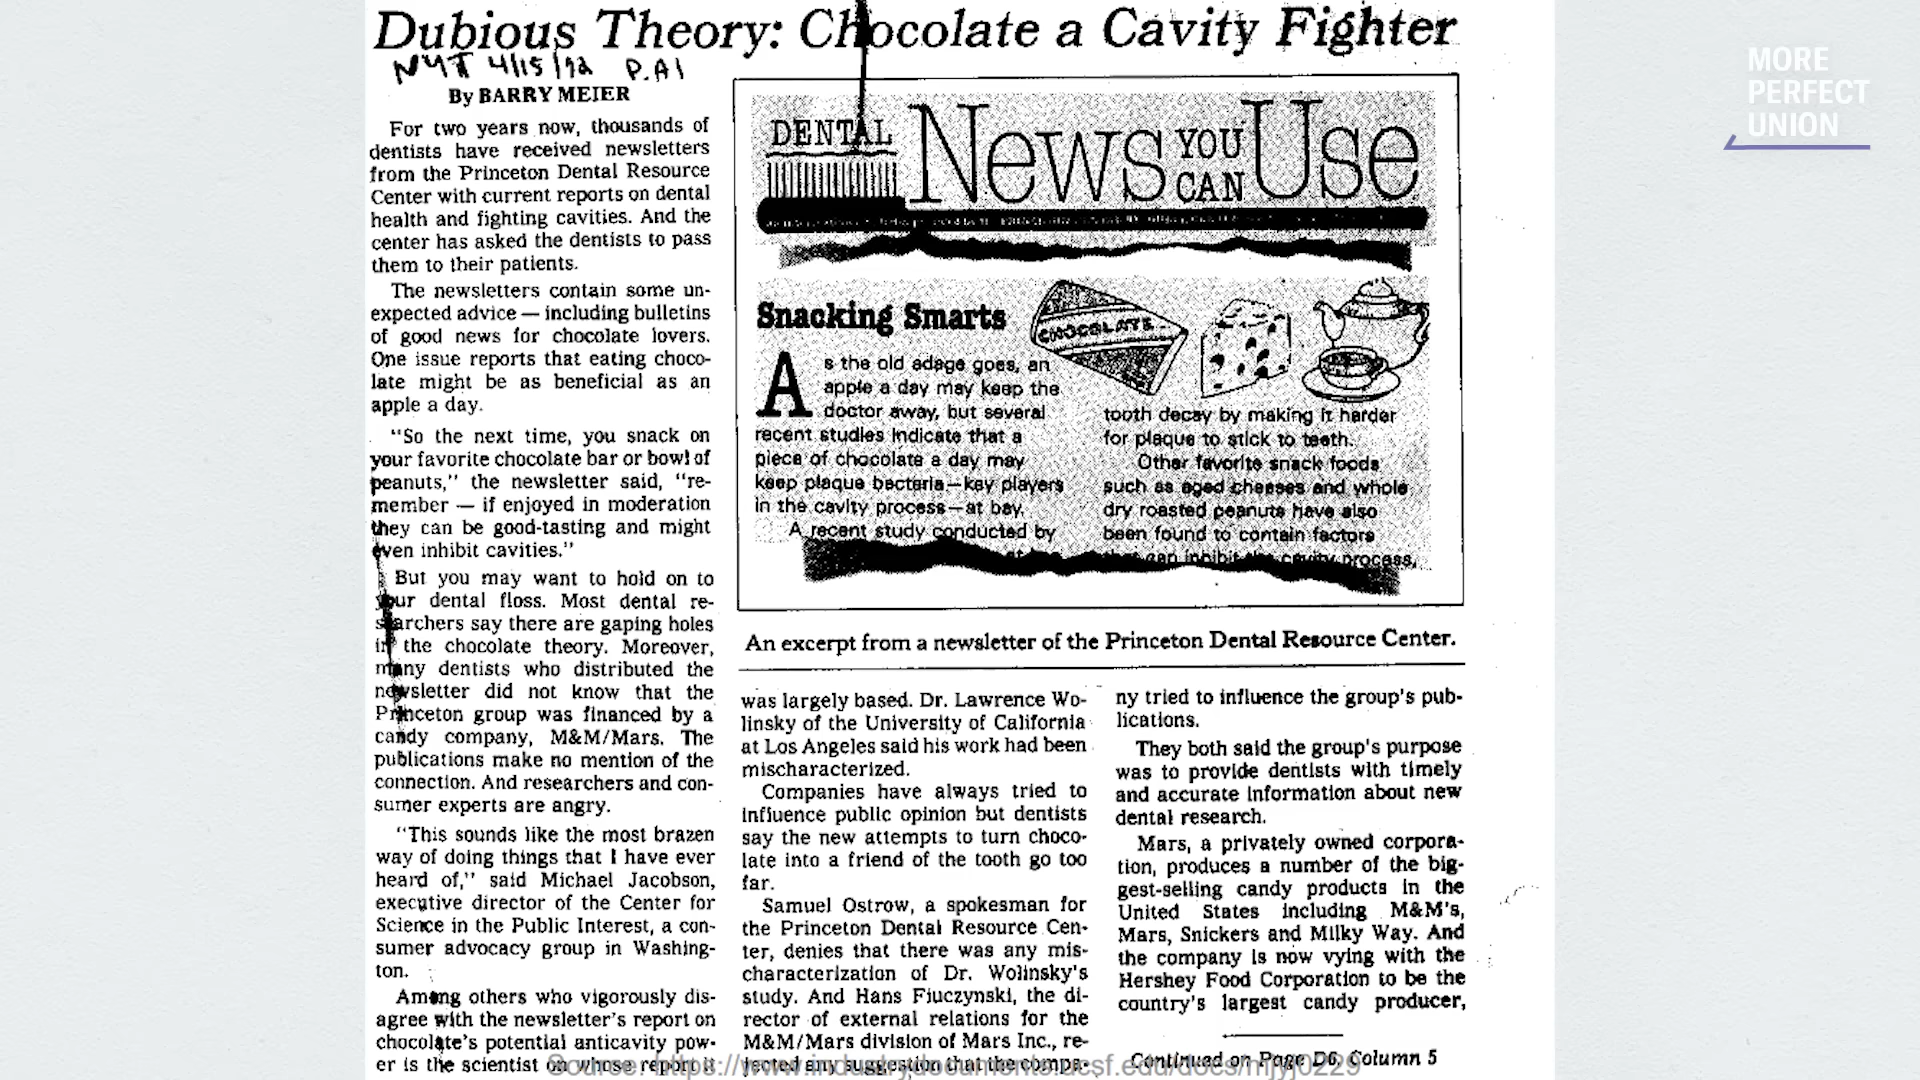 Dubious Theory: Chocolate a Cavity Fighter
NYT 4/15/92 P.A1
By BARRY MEIER
For two years now, thousands of
dentists have received newsletters
from the Princeton Dental Resource
Center with current reports on dental
health and fighting cavities. And the
center has asked the dentists to pass
them to their patients.
The newsletters contain some un-
expected advice — including bulletins
of good news for chocolate lovers.
One issue reports that eating choco-
late might be as beneficial as an
apple a day.
"So the next time, you snack on
your favorite chocolate bar or bowl of
peanuts," the newsletter said, "re-
member — if enjoyed in moderation
they can be good-tasting and might
even inhibit cavities."
But you may want to hold on to
your dental floss. Most dental re-
searchers say there are gaping holes
in the chocolate theory. Moreover,
many dentists who distributed the
newsletter did not know that the
Princeton group was financed by a
candy company, M&M/Mars. The
publications make no mention of the
connection. And researchers and con-
sumer experts are angry.
"This sounds like the most brazen
way of doing things that I have ever
heard of," said Michael Jacobson,
executive director of the Center for
Science in the Public Interest, a con-
sumer advocacy group in Washing-
ton.
Among others who vigorously dis-
agree with the newsletter's report on
chocolate's potential anticavity pow-
er is the scientist on whose report it
DENTAL News YOU CAN Use
Snacking Smarts
CHOCOLATE
As the old adage goes, an
apple a day may keep the
doctor away, but several
recent studies indicate that a
piece of chocolate a day may
keep plaque bacteria—key players
in the cavity process—at bay.
A recent study conducted by
tooth decay by making it harder
for plaque to stick to teeth.
Other favorite snack foods
such as aged cheeses and whole
dry roasted peanuts have also
been found to contain factors
that can inhibit the cavity process,
An excerpt from a newsletter of the Princeton Dental Resource Center.
was largely based. Dr. Lawrence Wo-
linsky of the University of California
at Los Angeles said his work had been
mischaracterized.
Companies have always tried to
influence public opinion but dentists
say the new attempts to turn choco-
late into a friend of the tooth go too
far.
Samuel Ostrow, a spokesman for
the Princeton Dental Resource Cen-
ter, denies that there was any mis-
characterization of Dr. Wolinsky's
study. And Hans Fiuczynski, the di-
rector of external relations for the
M&M/Mars division of Mars Inc., re-
jected any suggestion that the compa-
ny tried to influence the group's pub-
lications.
They both said the group's purpose
was to provide dentists with timely
and accurate information about new
dental research.
Mars, a privately owned corpora-
tion, produces a number of the big-
gest-selling candy products in the
United States including M&M's,
Mars, Snickers and Milky Way. And
the company is now vying with the
Hershey Food Corporation to be the
country's largest candy producer,
Continued on Page D6, Column 5
MORE
PERFECT
UNION
Source: https://www.industrydocuments.ucsf.edu/docs/mjyj0229